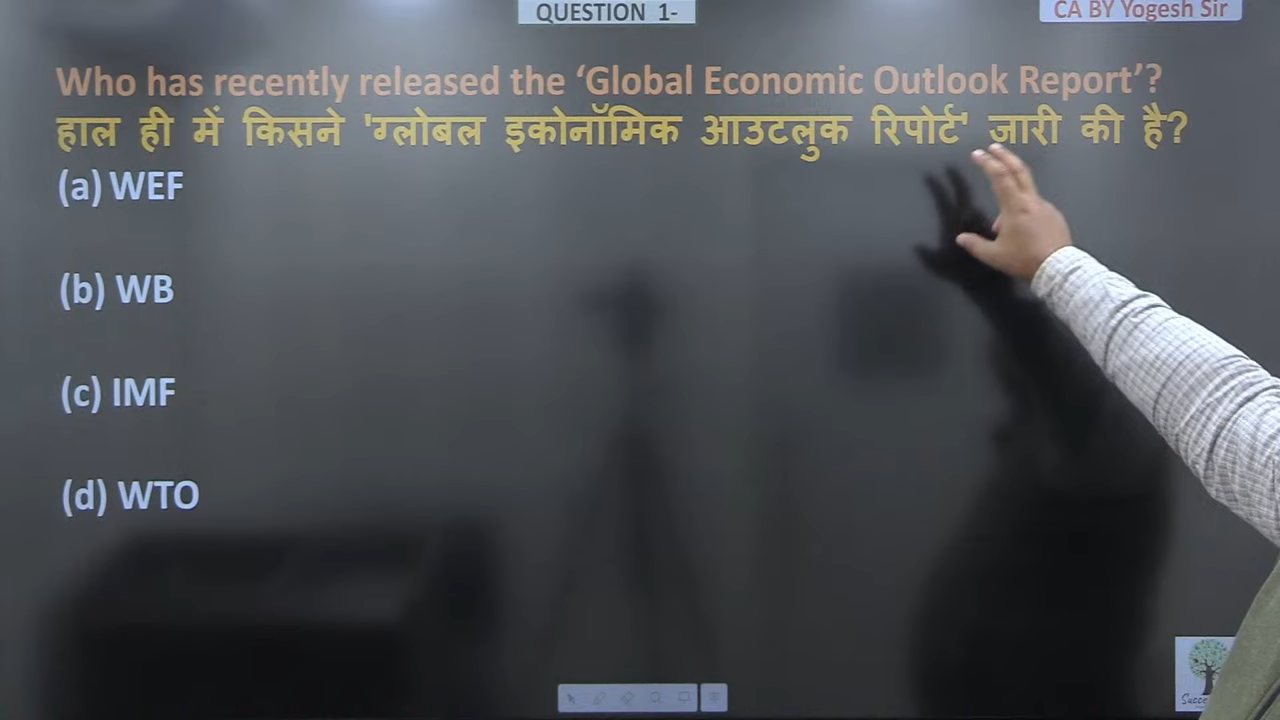 QUESTION 1-
CA BY Yogesh Sir
Who has recently released the ‘Global Economic Outlook Report’?
हाल ही में किसने 'ग्लोबल इकोनॉमिक आउटलुक रिपोर्ट' जारी की है?
(a) WEF
(b) WB
(c) IMF
(d) WTO